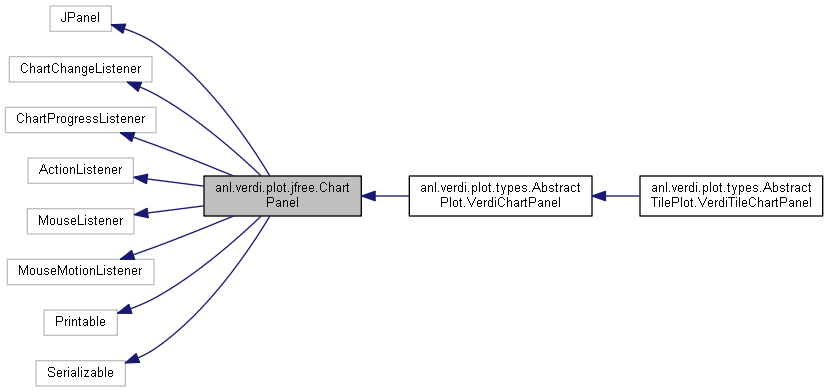 JPanel
ChartChangeListener
ChartProgressListener
ActionListener
MouseListener
MouseMotionListener
Printable
Serializable
anl.verdi.plot.jfree.Chart
Panel
anl.verdi.plot.types.Abstract
Plot.VerdiChartPanel
anl.verdi.plot.types.Abstract
TilePlot.VerdiTileChartPanel